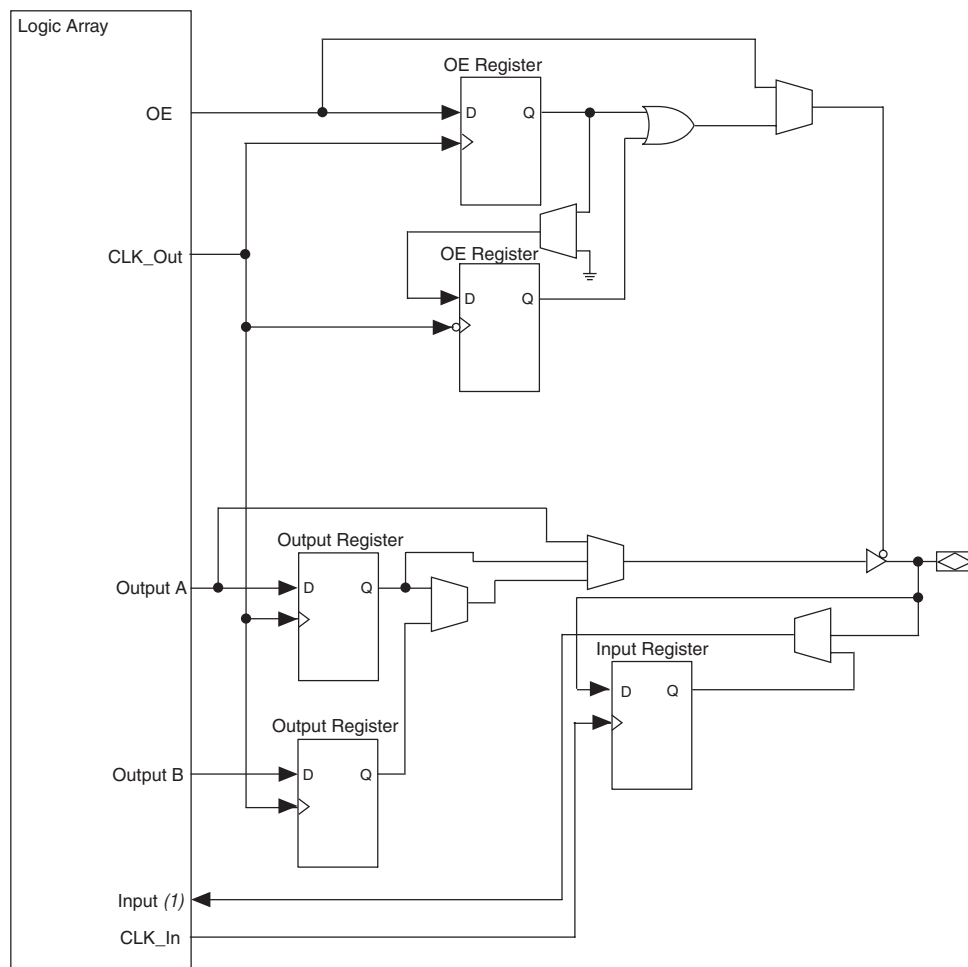 Logic Array
OE Register
OE
D Q
CLK_Out
OE Register
D Q
Output Register
Output A
D Q
Input Register
D Q
Output Register
Output B
D Q
Input (1)
CLK_In